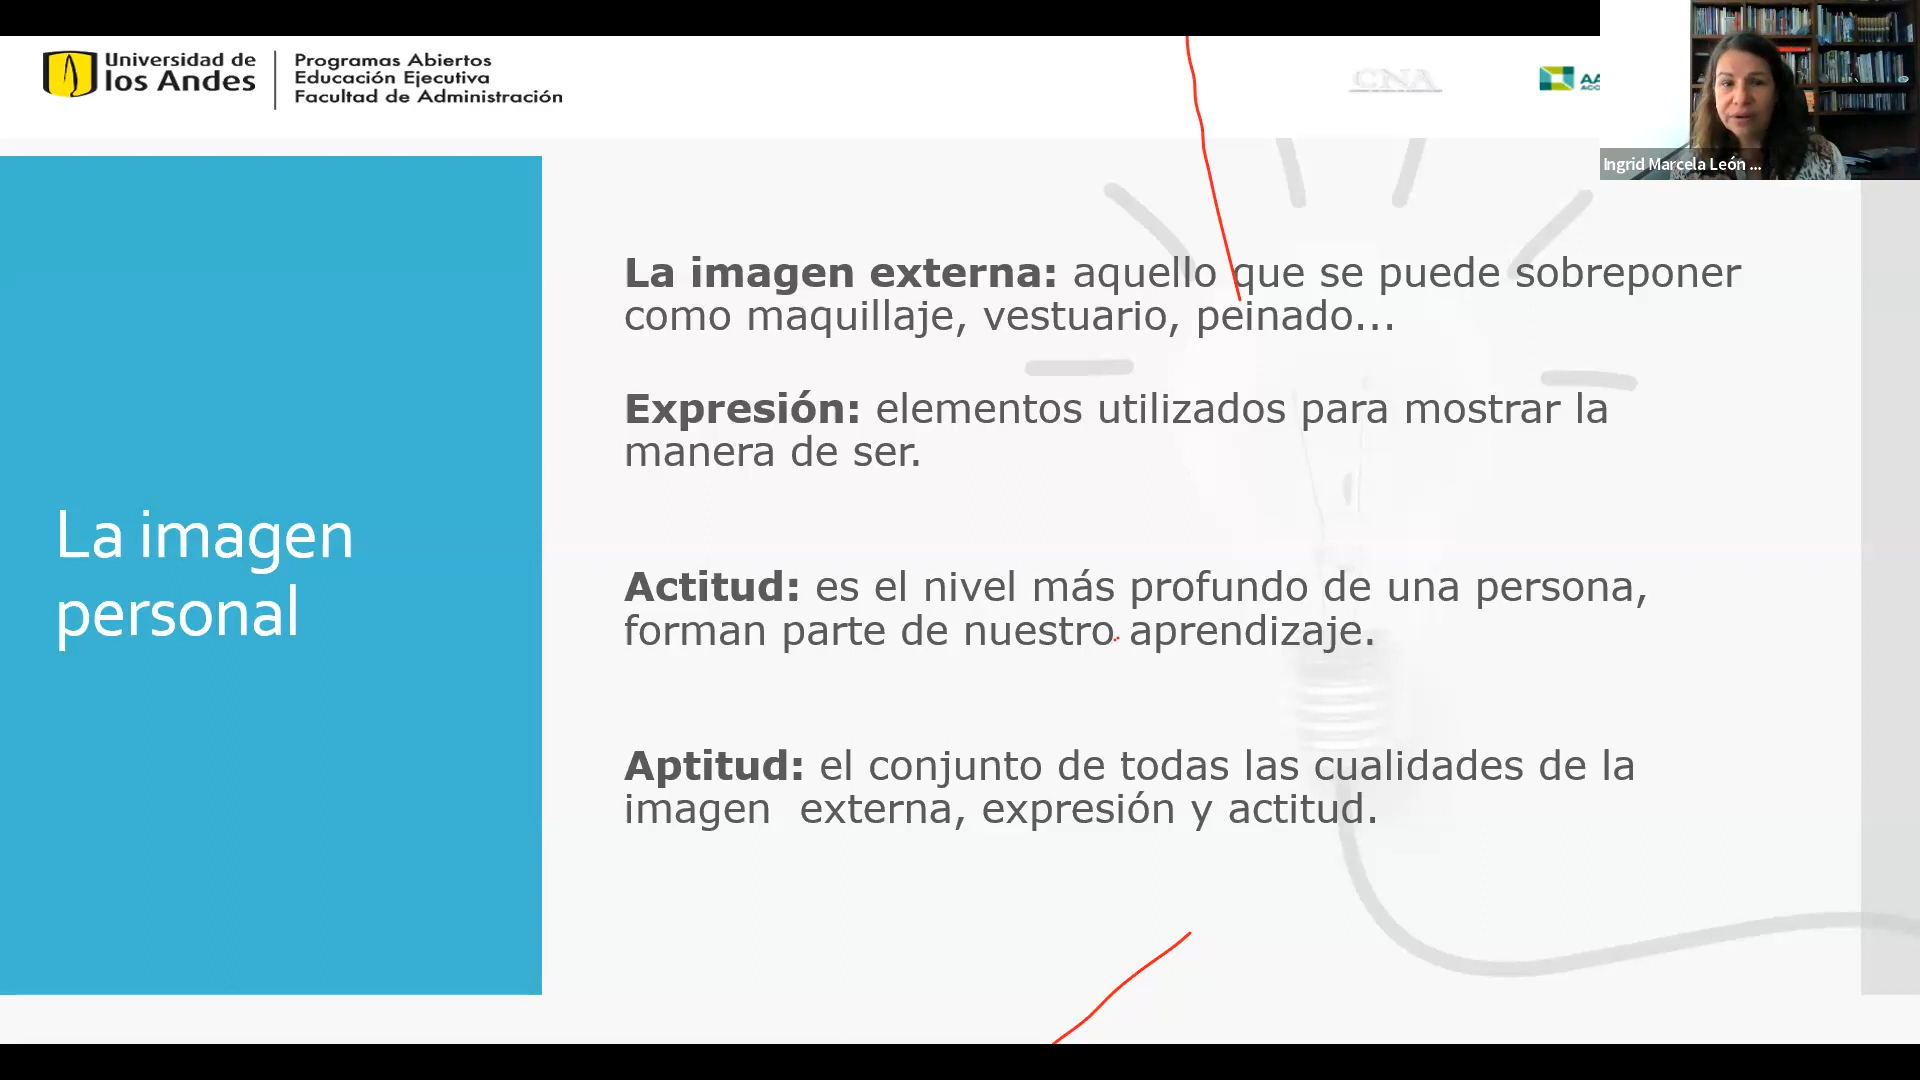 Universidad de
los Andes
Programas Abiertos
Educación Ejecutiva
Facultad de Administración
CNA
Ingrid Marcela León ...
La imagen
personal
La imagen externa: aquello que se puede sobreponer
como maquillaje, vestuario, peinado...
Expresión: elementos utilizados para mostrar la
manera de ser.
Actitud: es el nivel más profundo de una persona,
forman parte de nuestro aprendizaje.
Aptitud: el conjunto de todas las cualidades de la
imagen  externa, expresión y actitud.